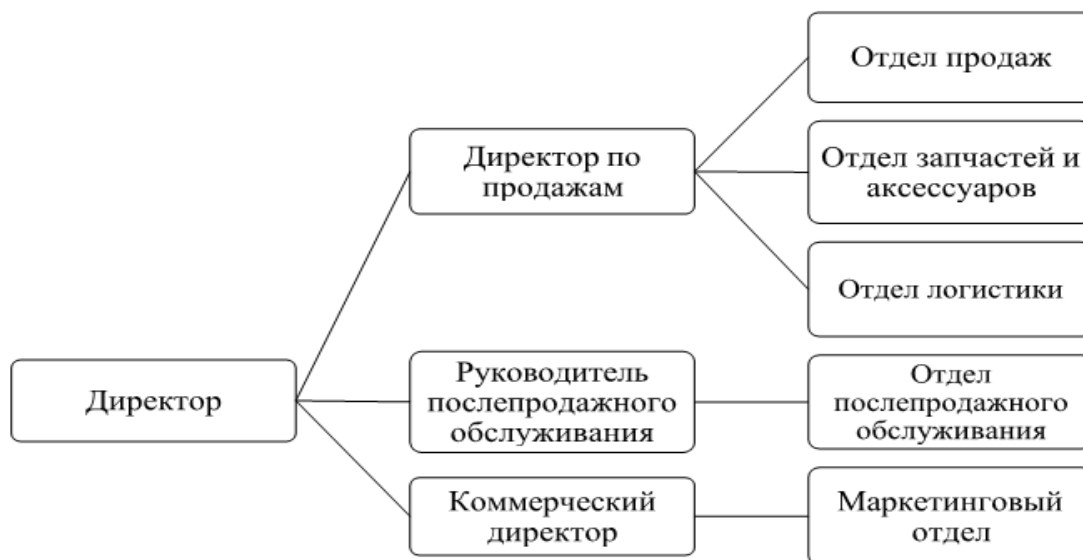 Отдел продаж
Директор по
продажам
Отдел запчастей и
аксессуаров
Отдел логистики
Директор
Руководитель
послепродажного
обслуживания
Отдел
послепродажного
обслуживания
Коммерческий
директор
Маркетинговый
отдел